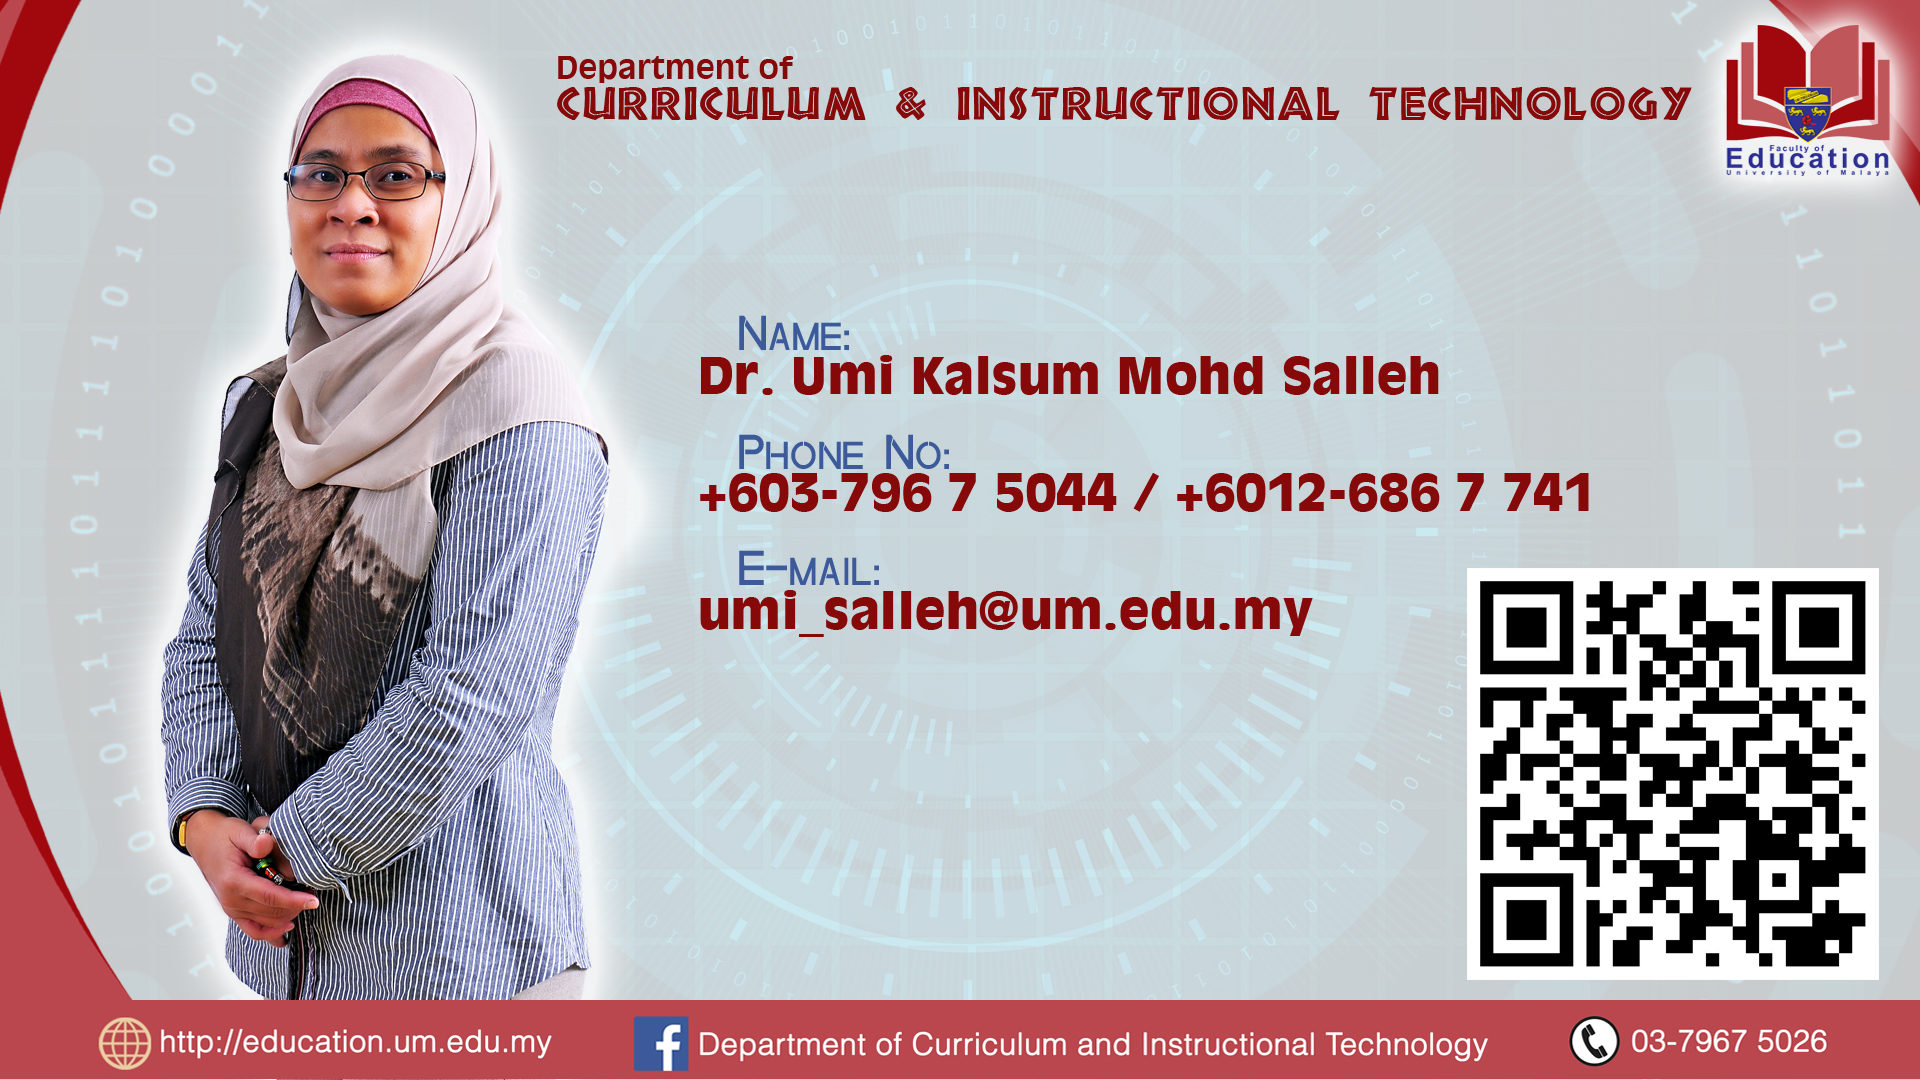 Department of
CURRICULUM & INSTRUCTIONAL TECHNOLOGY
Faculty of
Education
University of Malaya
NAME:
Dr. Umi Kalsum Mohd Salleh
PHONE NO:
+603-796 7 5044 / +6012-686 7 741
E-MAIL:
umi_salleh@um.edu.my
http://education.um.edu.my
f Department of Curriculum and Instructional Technology
03-7967 5026